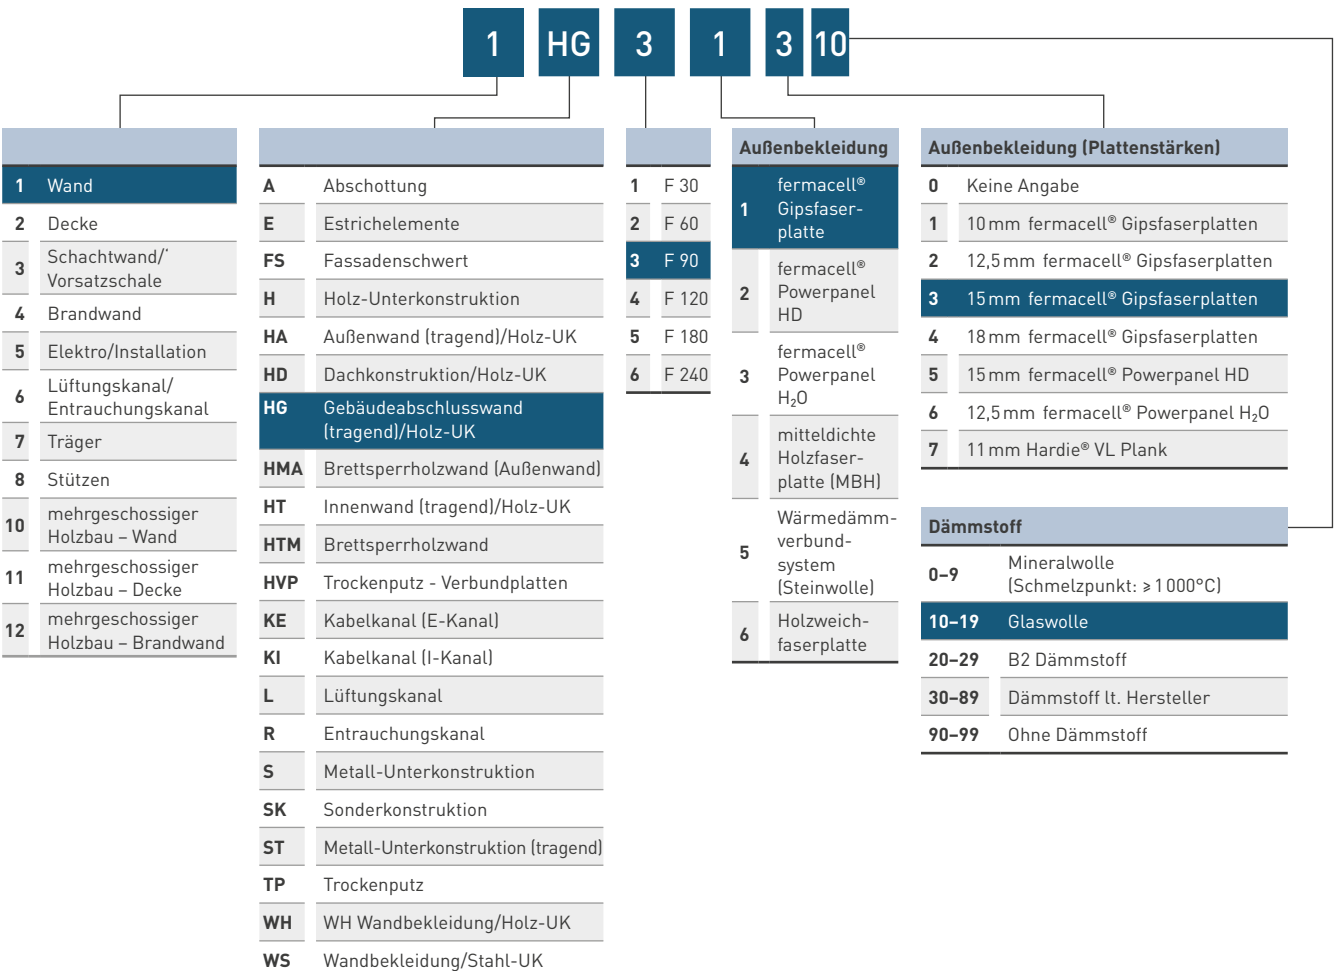 1 HG 3 1 3 10
1 Wand
2 Decke
3 Schachtwand/*
Vorsatzschale
4 Brandwand
5 Elektro/Installation
6 Lüftungskanal/
Entrauchungskanal
7 Träger
8 Stützen
10 mehrgeschossiger
Holzbau – Wand
11 mehrgeschossiger
Holzbau – Decke
12 mehrgeschossiger
Holzbau – Brandwand
A Abschottung
E Estrichelemente
FS Fassadenschwert
H Holz-Unterkonstruktion
HA Außenwand (tragend)/Holz-UK
HD Dachkonstruktion/Holz-UK
HG Gebäudeabschlusswand
(tragend)/Holz-UK
HMA Brettsperrholzwand (Außenwand)
HT Innenwand (tragend)/Holz-UK
HTM Brettsperrholzwand
HVP Trockenputz - Verbundplatten
KE Kabelkanal (E-Kanal)
KI Kabelkanal (I-Kanal)
L Lüftungskanal
R Entrauchungskanal
S Metall-Unterkonstruktion
SK Sonderkonstruktion
ST Metall-Unterkonstruktion (tragend)
TP Trockenputz
WH WH Wandbekleidung/Holz-UK
WS Wandbekleidung/Stahl-UK
1 F 30
2 F 60
3 F 90
4 F 120
5 F 180
6 F 240
Außenbekleidung
1 fermacell®
Gipsfaser-
platte
2 fermacell®
Powerpanel
HD
3 fermacell®
Powerpanel
H₂O
4 mitteldichte
Holzfaser-
platte (MBH)
5 Wärmedämm-
verbund-
system
(Steinwolle)
6 Holzweich-
faserplatte
Außenbekleidung (Plattenstärken)
0 Keine Angabe
1 10 mm fermacell® Gipsfaserplatten
2 12,5 mm fermacell® Gipsfaserplatten
3 15 mm fermacell® Gipsfaserplatten
4 18 mm fermacell® Gipsfaserplatten
5 15 mm fermacell® Powerpanel HD
6 12,5 mm fermacell® Powerpanel H₂O
7 11 mm Hardie® VL Plank
Dämmstoff
0–9 Mineralwolle
(Schmelzpunkt: ≥ 1 000°C)
10–19 Glaswolle
20–29 B2 Dämmstoff
30–89 Dämmstoff lt. Hersteller
90–99 Ohne Dämmstoff